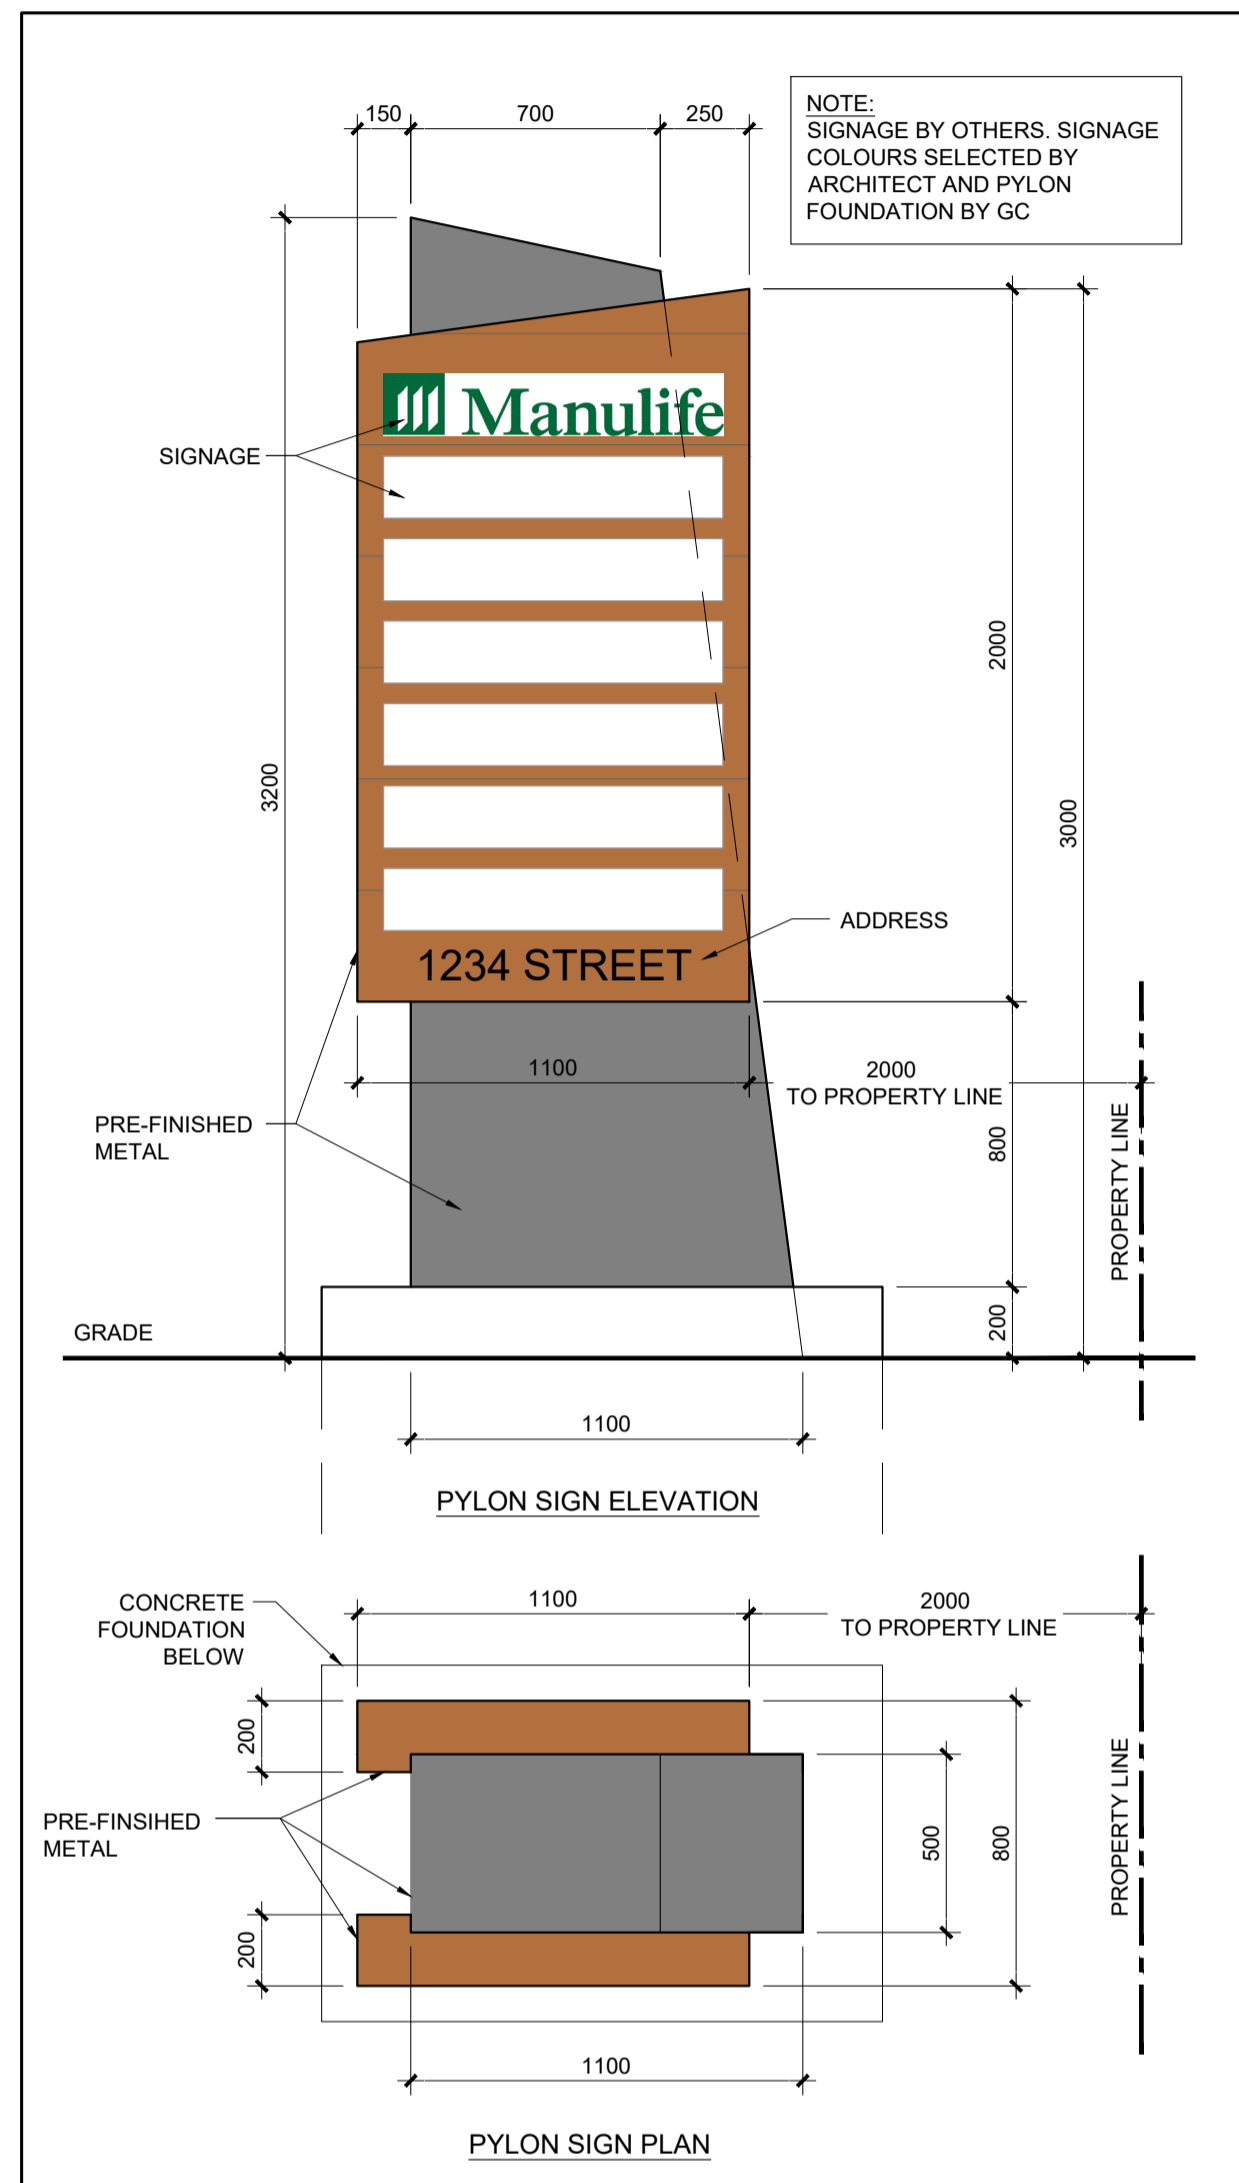 150
700
250
NOTE:
SIGNAGE BY OTHERS. SIGNAGE
COLOURS SELECTED BY
ARCHITECT AND PYLON
FOUNDATION BY GC
Manulife
SIGNAGE
2000
3200
3000
ADDRESS
1234 STREET
1100
2000
TO PROPERTY LINE
PRE-FINISHED
METAL
800
PROPERTY LINE
200
GRADE
1100
PYLON SIGN ELEVATION
CONCRETE
FOUNDATION
BELOW
1100
2000
TO PROPERTY LINE
200
PRE-FINSIHED
METAL
500
800
PROPERTY LINE
200
1100
PYLON SIGN PLAN